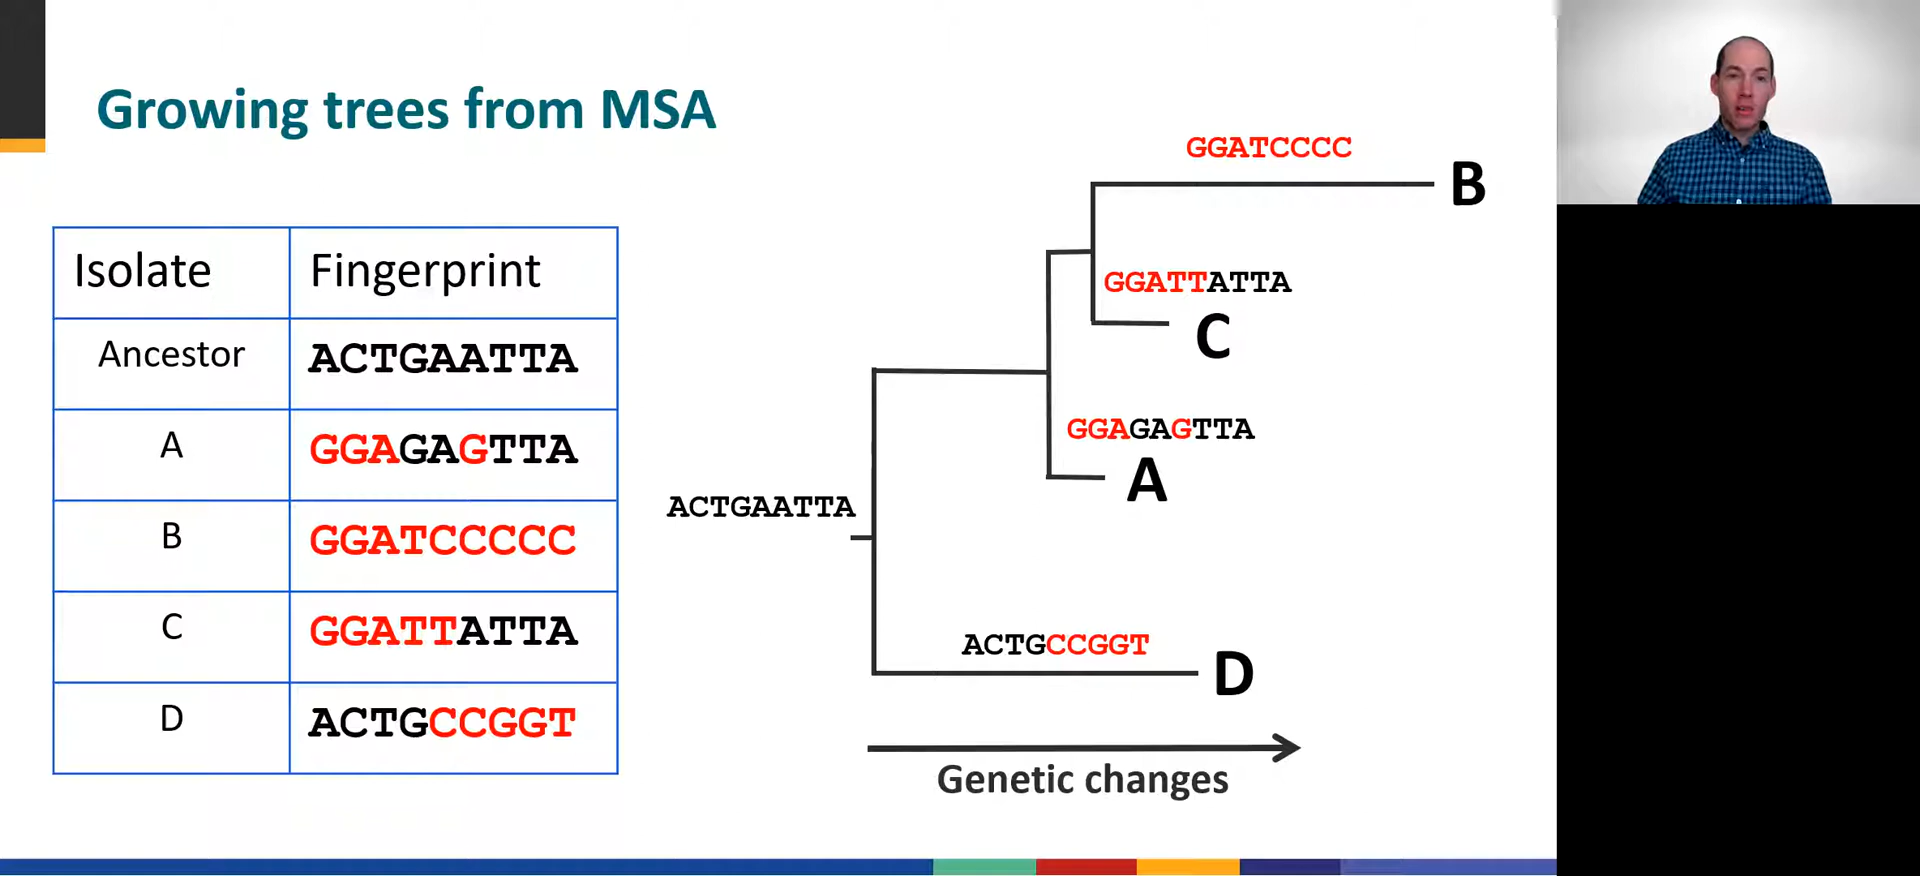 Growing trees from MSA
Isolate Fingerprint
Ancestor ACTGAATTA
A GGAGAGTTA
B GGATCCCCC
C GGATTATTA
D ACTGCCGGT
GGATCCCC
B
GGATTATTA
C
GGAGAGTTA
A
ACTGAATTA
ACTGCCGGT
D
Genetic changes